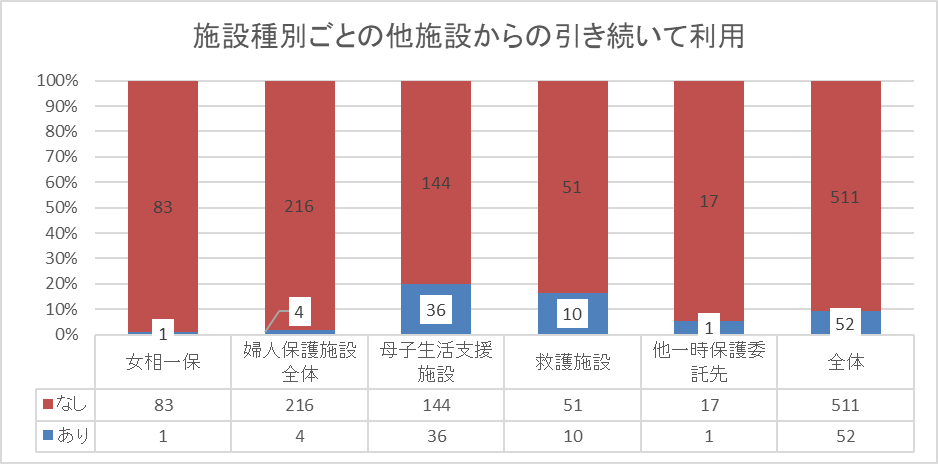 施設種別ごとの他施設からの引き続いて利用
100%
90%
80%
70%
60%
50%
40%
30%
20%
10%
0%
83
216
144
51
17
511
1
4
36
10
1
52
女相一保
婦人保護施設
全体
母子生活支援
施設
救護施設
他一時保護委
託先
全体
なし 83 216 144 51 17 511
あり 1 4 36 10 1 52